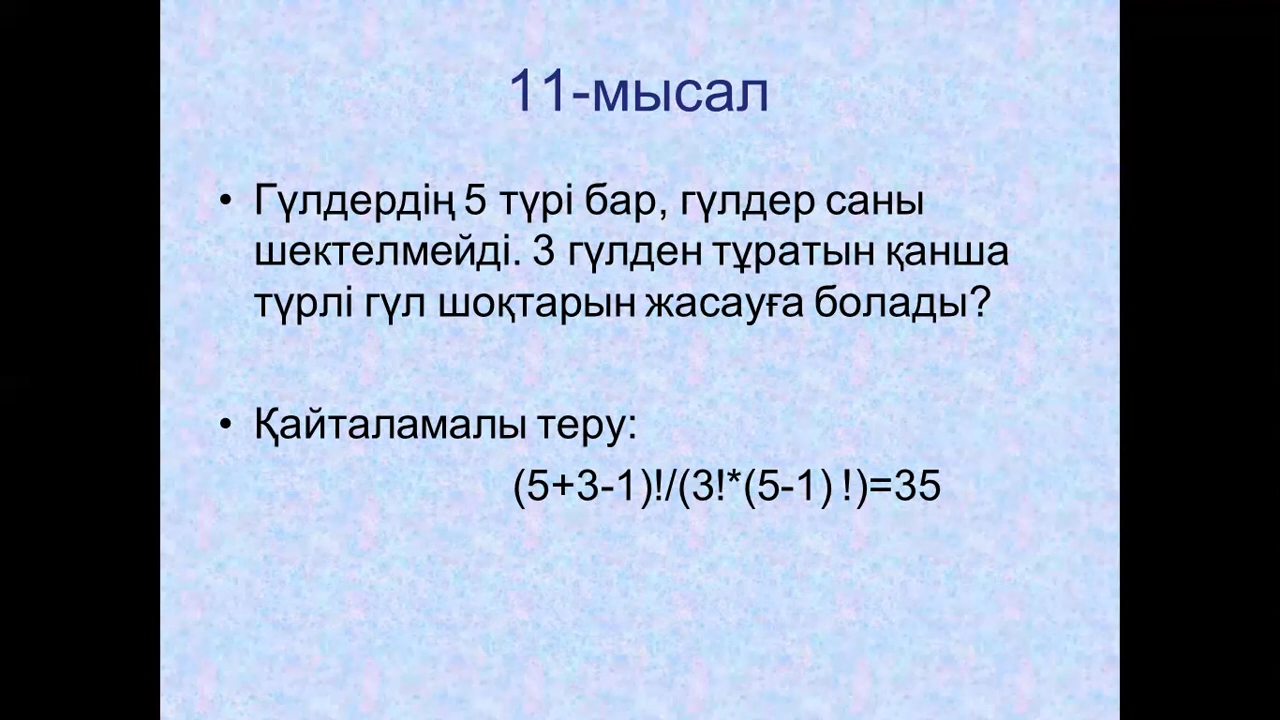 11-мысал
• Гүлдердің 5 түрі бар, гүлдер саны
шектелмейді. 3 гүлден тұратын қанша
түрлі гүл шоқтарын жасауға болады?
• Қайталамалы теру:
(5+3-1)!/(3!*(5-1) !)=35